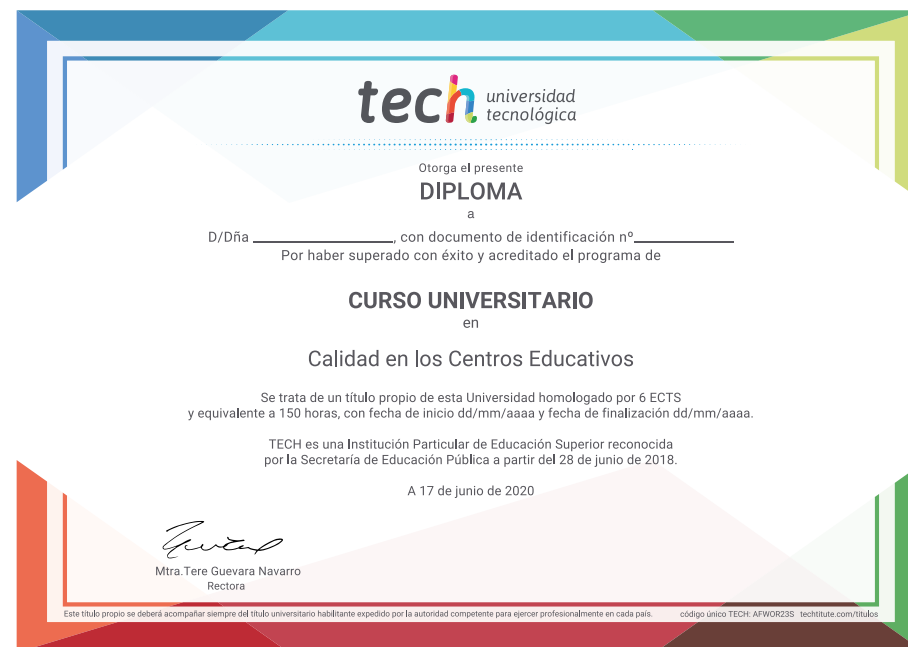 tech universidad
tecnológica
Otorga el presente
DIPLOMA
a
D/Dña ____________________, con documento de identificación nº______________
Por haber superado con éxito y acreditado el programa de
CURSO UNIVERSITARIO
en
Calidad en los Centros Educativos
Se trata de un título propio de esta Universidad homologado por 6 ECTS
y equivalente a 150 horas, con fecha de inicio dd/mm/aaaa y fecha de finalización dd/mm/aaaa.
TECH es una Institución Particular de Educación Superior reconocida
por la Secretaría de Educación Pública a partir del 28 de junio de 2018.
A 17 de junio de 2020
Mtra.Tere Guevara Navarro
Rectora
Este título propio se deberá acompañar siempre del título universitario habilitante expedido por la autoridad competente para ejercer profesionalmente en cada país. código único TECH: AFWOR23S techtitute.com/titulos